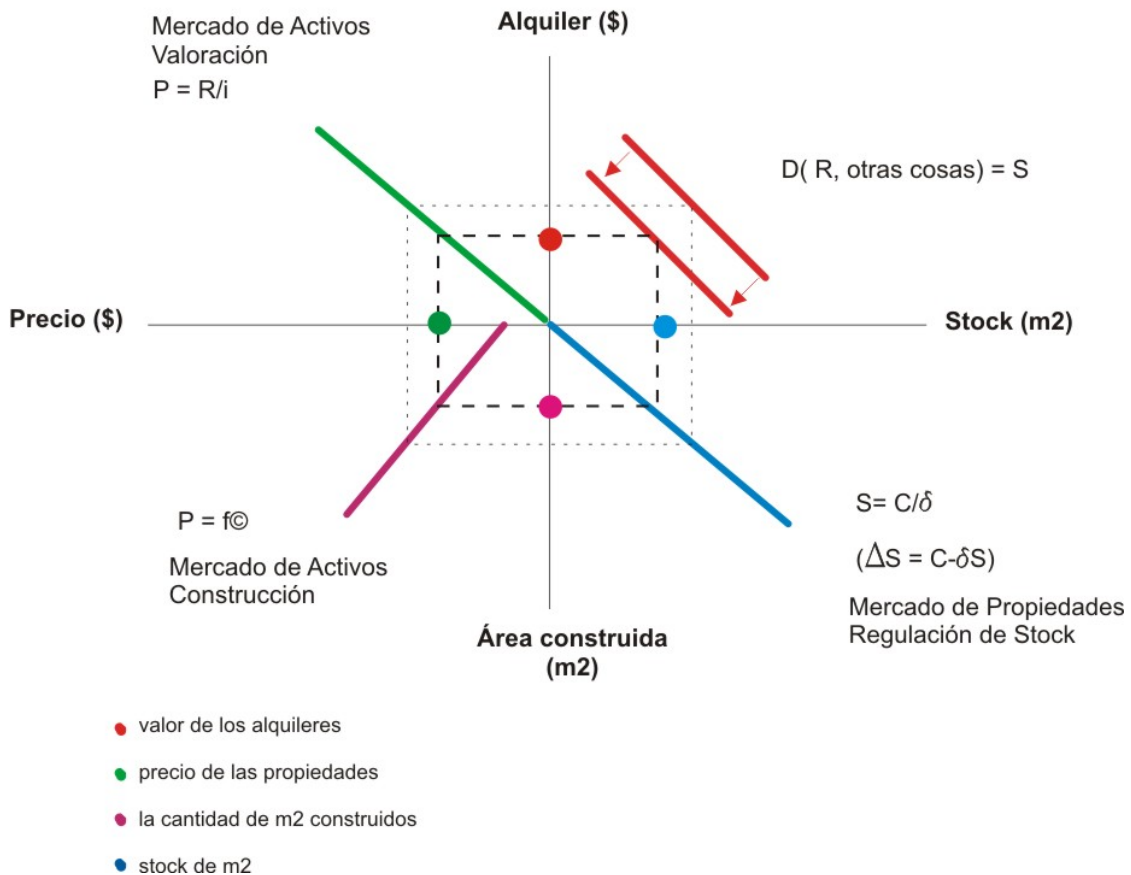 Mercado de Activos
Valoración
P = R/i
Alquiler ($)
D( R, otras cosas) = S
Precio ($)
Stock (m2)
P = f©
Mercado de Activos
Construcción
S= C/δ
(ΔS = C-δS)
Mercado de Propiedades
Regulación de Stock
Área construida
(m2)
valor de los alquileres
precio de las propiedades
la cantidad de m2 construidos
stock de m2